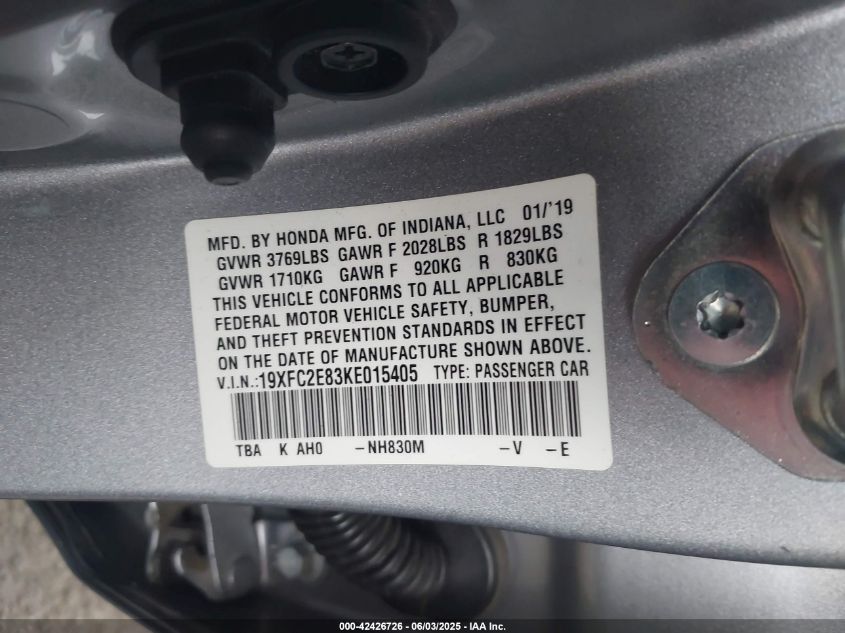 MFD. BY HONDA MFG. OF INDIANA, LLC 01/'19
GVWR 3769LBS GAWR F 2028LBS R 1829LBS
GVWR 1710KG GAWR F 920KG R 830KG
THIS VEHICLE CONFORMS TO ALL APPLICABLE
FEDERAL MOTOR VEHICLE SAFETY, BUMPER,
AND THEFT PREVENTION STANDARDS IN EFFECT
ON THE DATE OF MANUFACTURE SHOWN ABOVE.
V.I.N.:19XFC2E83KE015405 TYPE: PASSENGER CAR
TBA K AH0 -NH830M -V -E
000-42426726 - 06/03/2025 - IAA Inc.